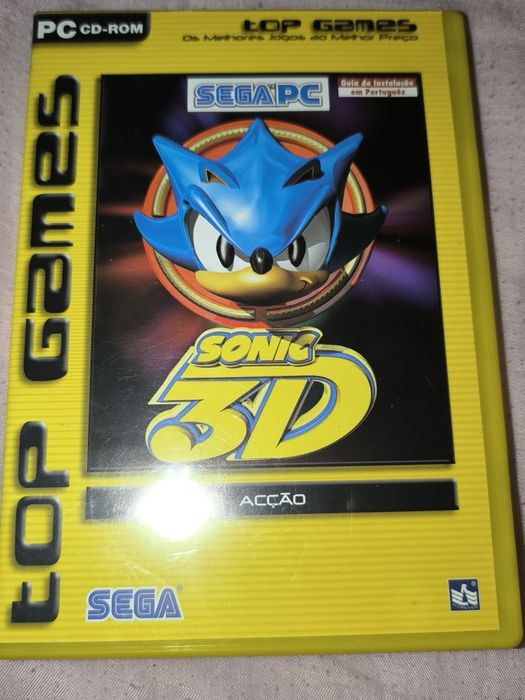 PC CD-ROM
top Games
Os Melhores Jogos ao Melhor Preço
SEGA PC
Guia de Instalação
em Português
top Games
SONIC
3D
ACÇÃO
SEGA